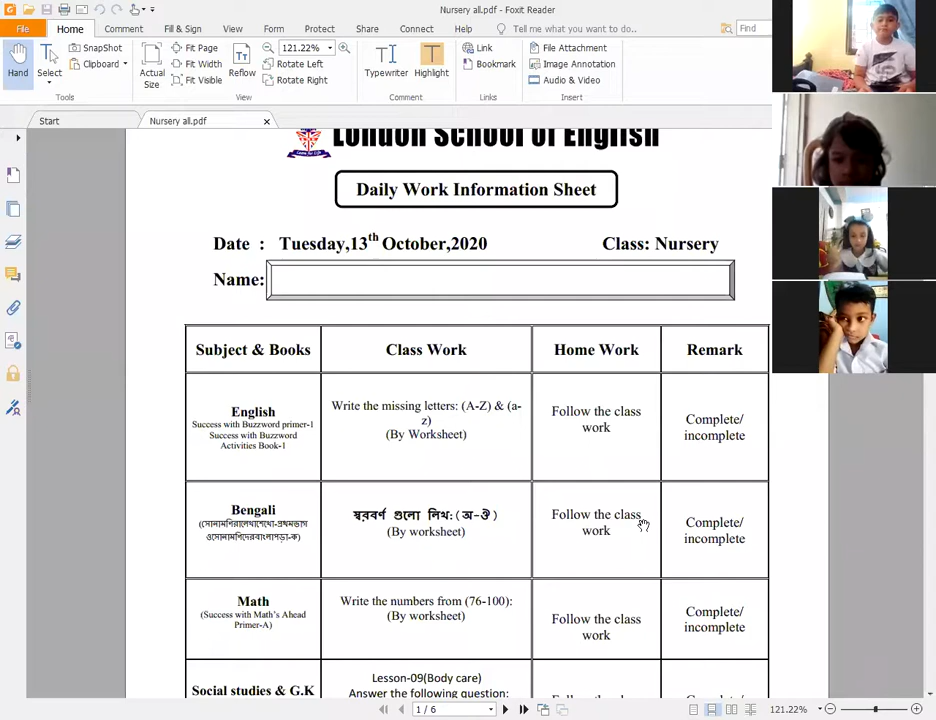 Nursery all.pdf - Foxit Reader
File Home Comment Fill & Sign View Form Protect Share Connect Help Tell me what you want to do.. Find
Hand
Select
SnapShot
Clipboard
Actual Size
Fit Page
Fit Width
Fit Visible
Reflow
121.22%
Rotate Left
Rotate Right
Typewriter
Highlight
Link
Bookmark
File Attachment
Image Annotation
Audio & Video
Tools View Comment Links Insert
Start Nursery all.pdf
London School of English
Daily Work Information Sheet
Date : Tuesday,13th October,2020 Class: Nursery
Name:
Subject & Books Class Work Home Work Remark
English
Success with Buzzword primer-1
Success with Buzzword
Activities Book-1
Write the missing letters: (A-Z) & (a-
z)
(By Worksheet)
Follow the class
work
Complete/
incomplete
Bengali
স্বরবর্ণ গুলো লিখ:(অ-ঔ)
(By worksheet)
Follow the class
work
Complete/
incomplete
Math
(Success with Math's Ahead
Primer-A)
Write the numbers from (76-100):
(By worksheet)
Follow the class
work
Complete/
incomplete
Social studies & G.K
Lesson-09(Body care)
Answer the following question:
1 / 6
121.22%